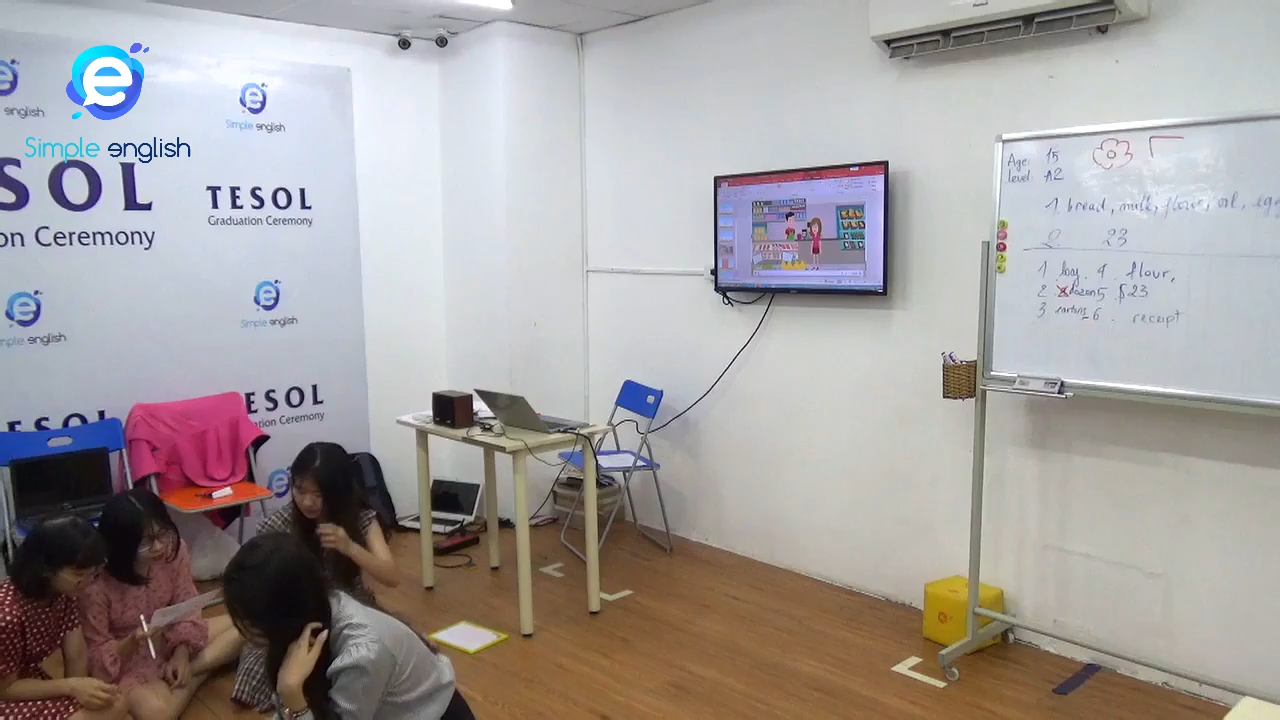 english
Simple english
Simple english
TESOL
TESOL
Graduation Ceremony
on Ceremony
Simple english
english
TESOL
ESOL
Graduation Ceremony
Age: 15
level: A2
1. bread, milk, flour, oil, eg
2 23
1 bag 4. flour,
2 dozen 5 $23
3 cartons 6. receipt